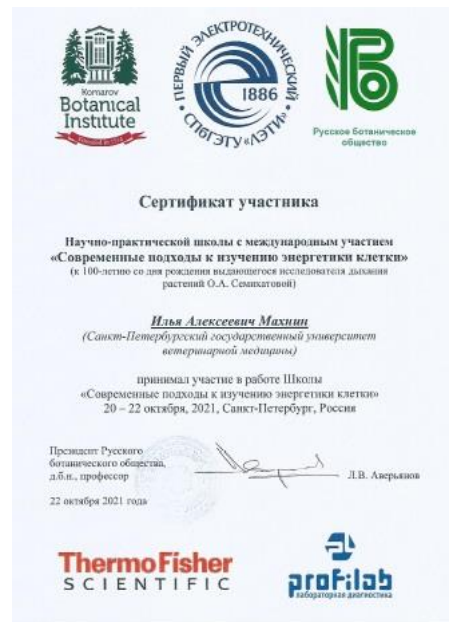 Komarov
Botanical
Institute
ПЕРВЫЙ ЭЛЕКТРОТЕХНИЧЕСКИЙ
1886
СПбГЭТУ «ЛЭТИ»
Русское ботаническое
общество
Сертификат участника
Научно-практической школы с международным участием
«Современные подходы к изучению энергетики клетки»
(к 100-летию со дня рождения выдающегося исследователя дыхания
растений О.А. Семихатовой)
Илья Алексеевич Махнин
(Санкт-Петербургский государственный университет
ветеринарной медицины)
принимал участие в работе Школы
«Современные подходы к изучению энергетики клетки»
20 – 22 октября, 2021, Санкт-Петербург, Россия
Президент Русского
ботанического общества,
д.б.н., профессор
Л.В. Аверьянов
22 октября 2021 года
ThermoFisher
SCIENTIFIC
profilab
лабораторная диагностика